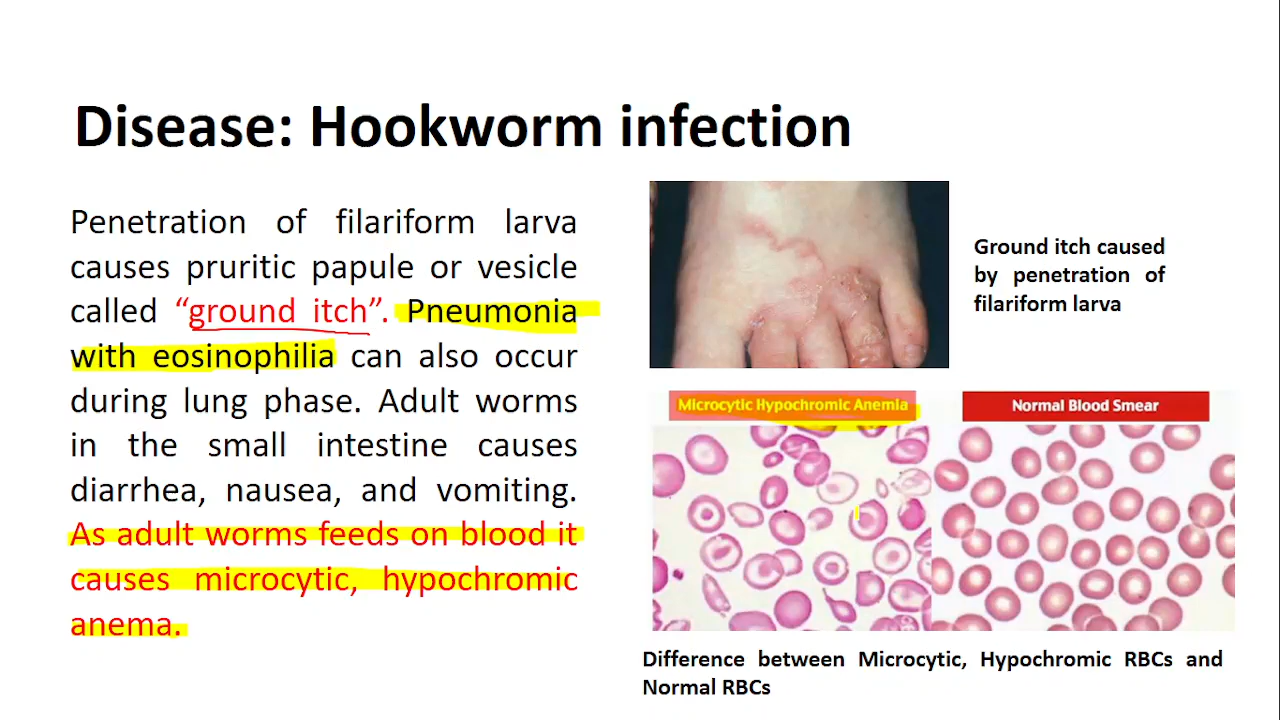 Disease: Hookworm infection
Penetration of filariform larva
causes pruritic papule or vesicle
called “ground itch”. Pneumonia
with eosinophilia can also occur
during lung phase. Adult worms
in the small intestine causes
diarrhea, nausea, and vomiting.
As adult worms feeds on blood it
causes microcytic, hypochromic
anema.
Ground itch caused
by penetration of
filariform larva
Microcytic Hypochromic Anemia
Normal Blood Smear
Difference between Microcytic, Hypochromic RBCs and
Normal RBCs